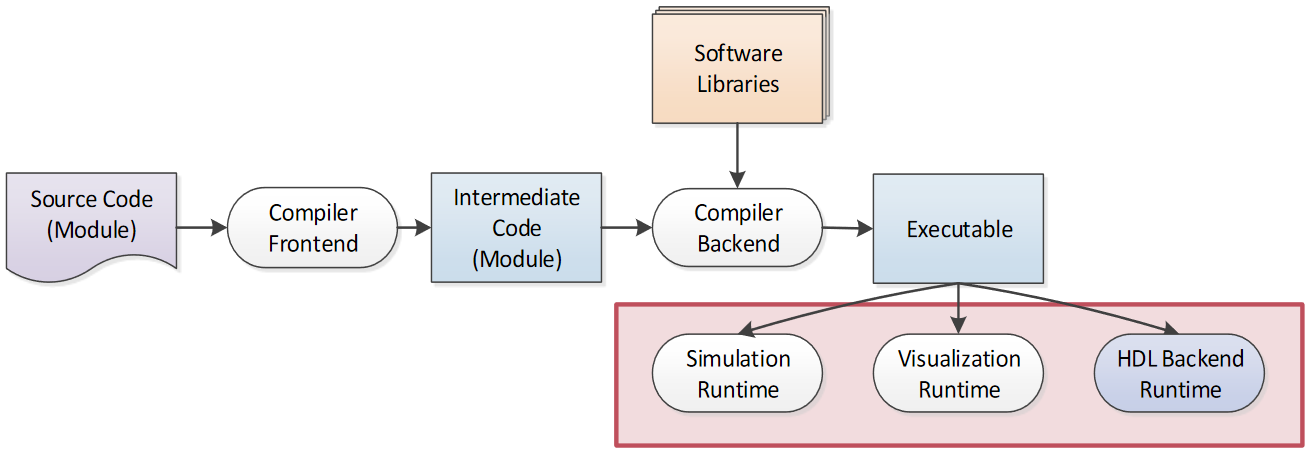 Software
Libraries
Source Code
(Module)
Compiler
Frontend
Intermediate
Code
(Module)
Compiler
Backend
Executable
Simulation
Runtime
Visualization
Runtime
HDL Backend
Runtime